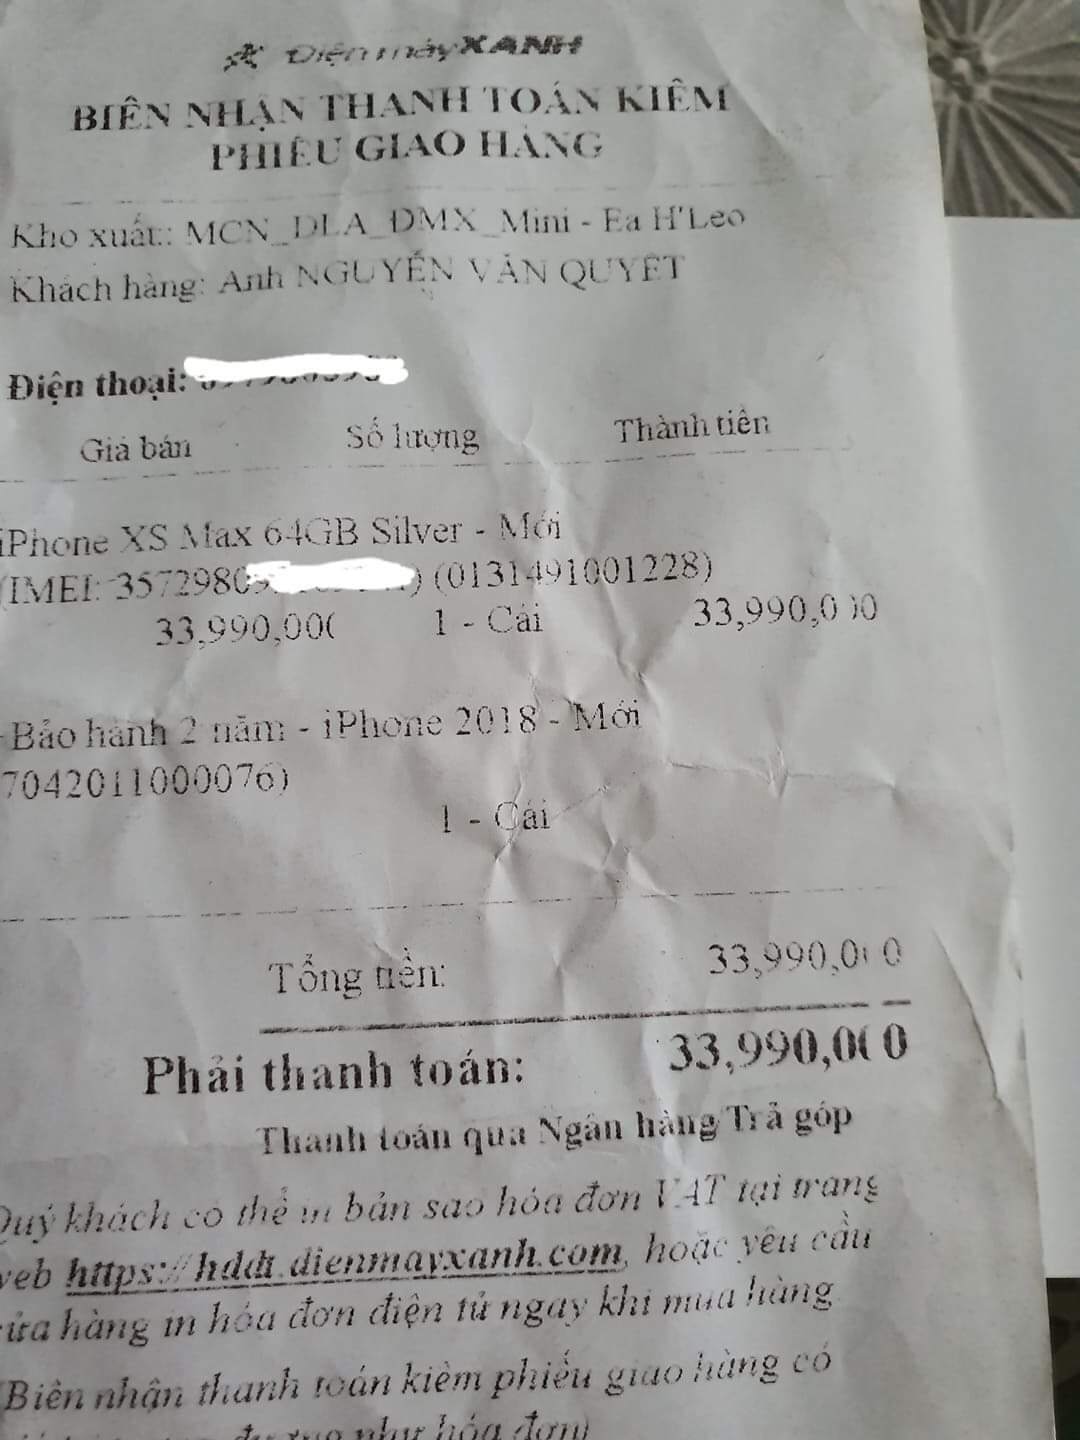 Điện máyXANH
BIÊN NHẬN THANH TOÁN KIÊM
PHIẾU GIAO HÀNG
Kho xuất:: MCN_DLA_ĐMX_Mini - Ea H'Leo
Khách hàng: Anh NGUYỄN VĂN QUYẾT
Điện thoại:
Giá bán Số lượng Thành tiền
iPhone XS Max 64GB Silver - Mới
(IMEI: 3572980 ) (0131491001228)
33,990,000 1 - Cái 33,990,000
Bảo hành 2 năm - iPhone 2018 - Mới
7042011000076)
1 - Cái
Tổng tiền: 33,990,000
Phải thanh toán: 33,990,000
Thanh toán qua Ngân hàng/Trả góp
Quý khách có thể in bản sao hóa đơn VAT tại trang
web https://hddt.dienmayxanh.com, hoặc yêu cầu
cửa hàng in hóa đơn điện tử ngay khi mua hàng
(Biên nhận thanh toán kiêm phiếu giao hàng có
như hóa đơn)